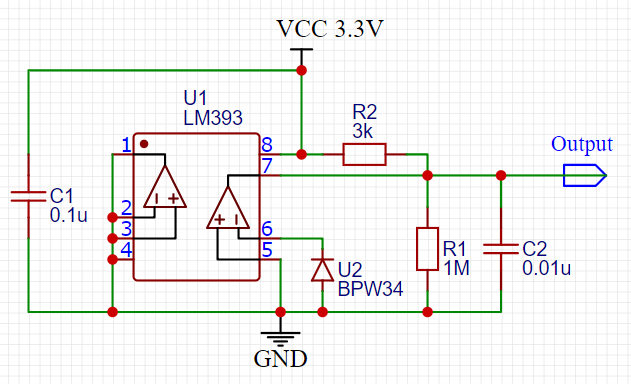 VCC 3.3V
U1
LM393
R2
3k
Output
1
8
7
C1
0.1u
2
3
4
6
5
U2
BPW34
R1
1M
C2
0.01u
GND